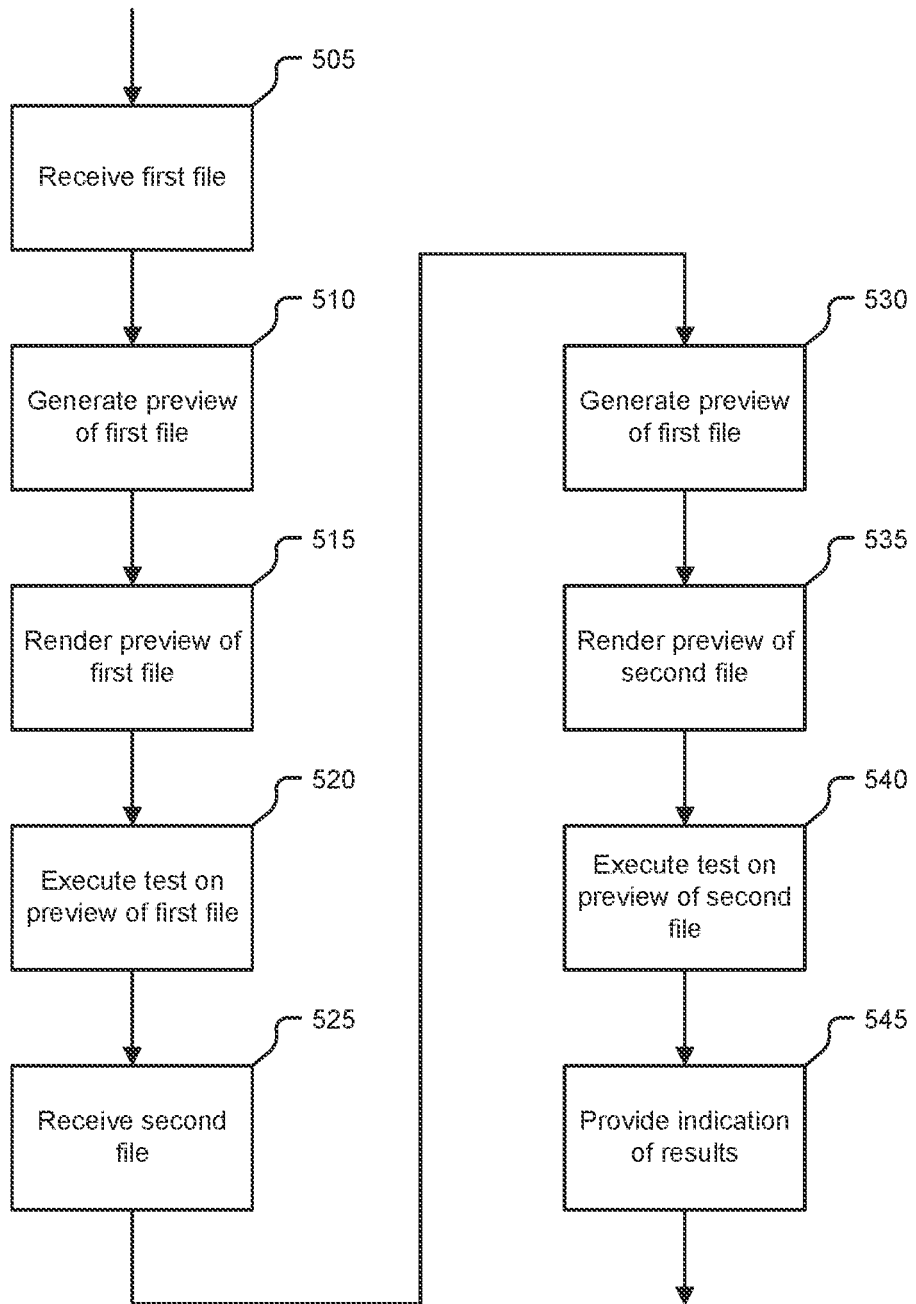 505
Receive first file
510
Generate preview
of first file
515
Render preview of
first file
520
Execute test on
preview of first file
525
Receive second
file
530
Generate preview
of first file
535
Render preview of
second file
540
Execute test on
preview of second
file
545
Provide indication
of results